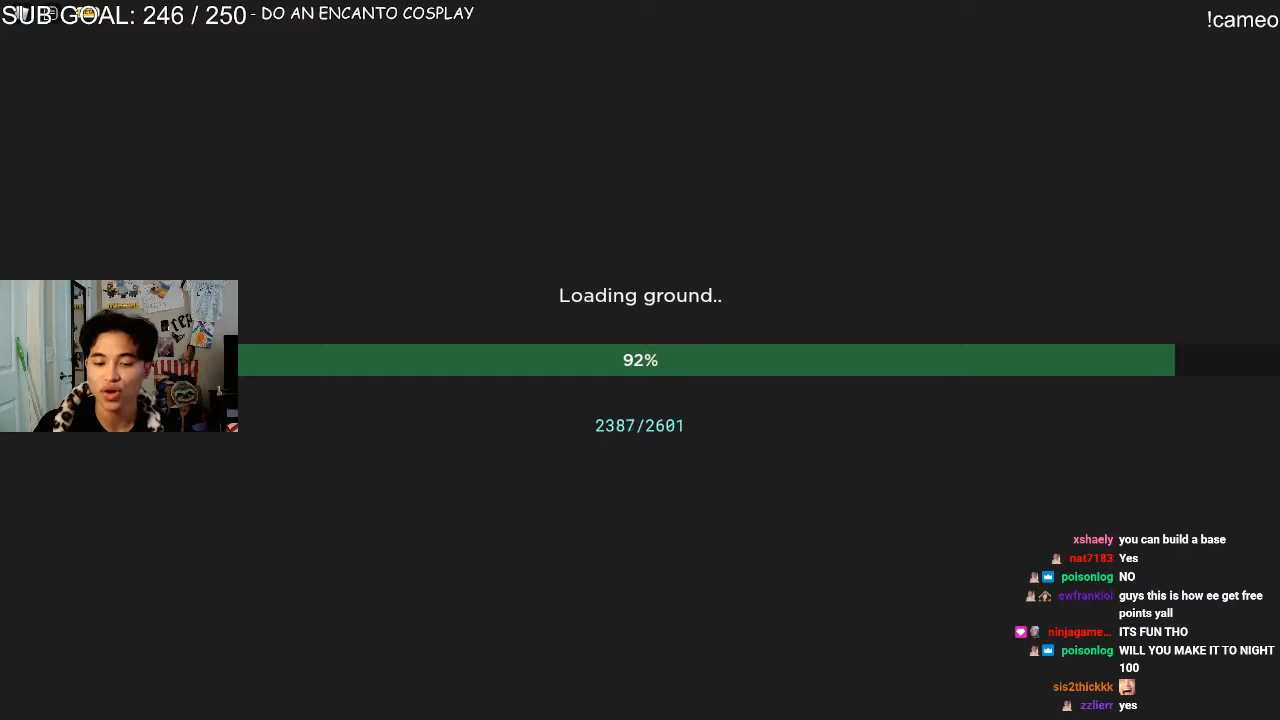 SUB GOAL: 246 / 250 - DO AN ENCANTO COSPLAY
!cameo
Loading ground..
92%
2387/2601
xshaely you can build a base
nat7183 Yes
poisonlog NO
ewfrankiol guys this is how ee get free
points yall
ninjagame... ITS FUN THO
poisonlog WILL YOU MAKE IT TO NIGHT
100
sis2thickkk
zzlierr yes